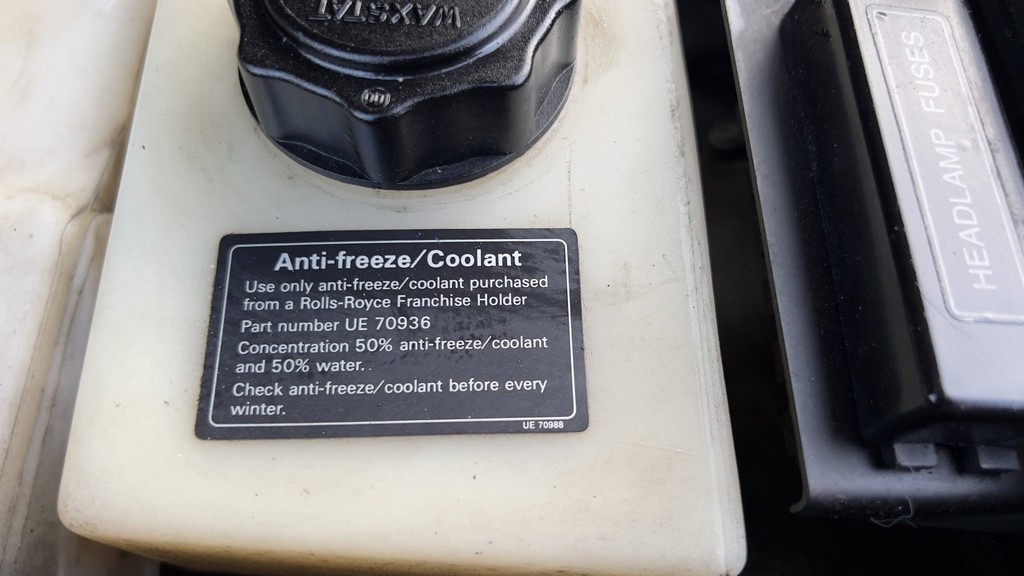 WAXSTAT
Anti-freeze/Coolant
Use only anti-freeze/coolant purchased
from a Rolls-Royce Franchise Holder
Part number UE 70936
Concentration 50% anti-freeze/coolant
and 50% water.
Check anti-freeze/coolant before every
winter.
UE 70988
HEADLAMP FUSES